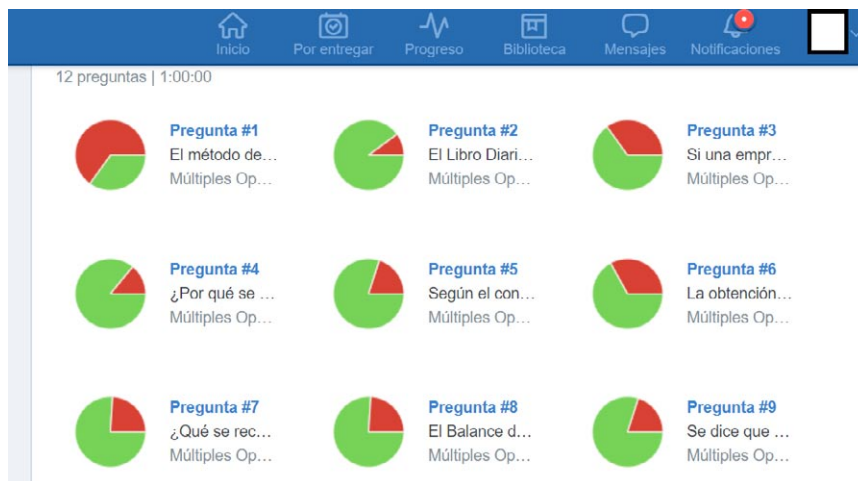 Inicio
Por entregar
Progreso
Biblioteca
Mensajes
Notificaciones
12 preguntas | 1:00:00
Pregunta #1
El método de...
Múltiples Op...
Pregunta #2
El Libro Diari...
Múltiples Op...
Pregunta #3
Si una empr...
Múltiples Op...
Pregunta #4
¿Por qué se ...
Múltiples Op...
Pregunta #5
Según el con...
Múltiples Op...
Pregunta #6
La obtención...
Múltiples Op...
Pregunta #7
¿Qué se rec...
Múltiples Op...
Pregunta #8
El Balance d...
Múltiples Op...
Pregunta #9
Se dice que ...
Múltiples Op...